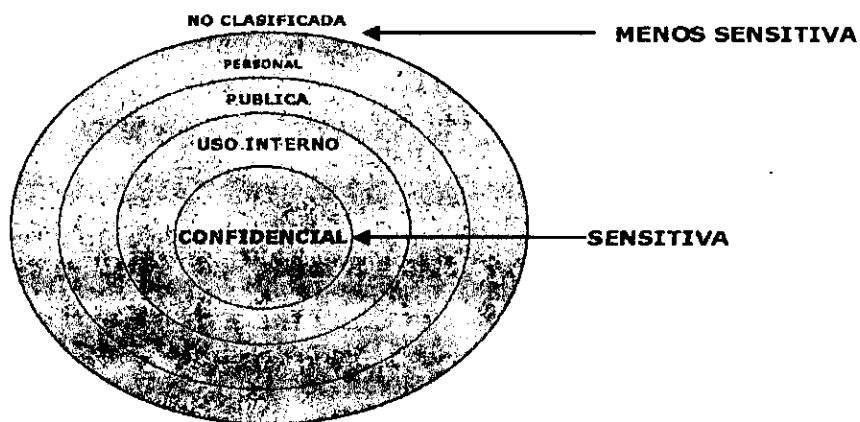 NO CLASIFICADA
MENOS SENSITIVA
PERSONAL
PUBLICA
USO INTERNO
CONFIDENCIAL
SENSITIVA